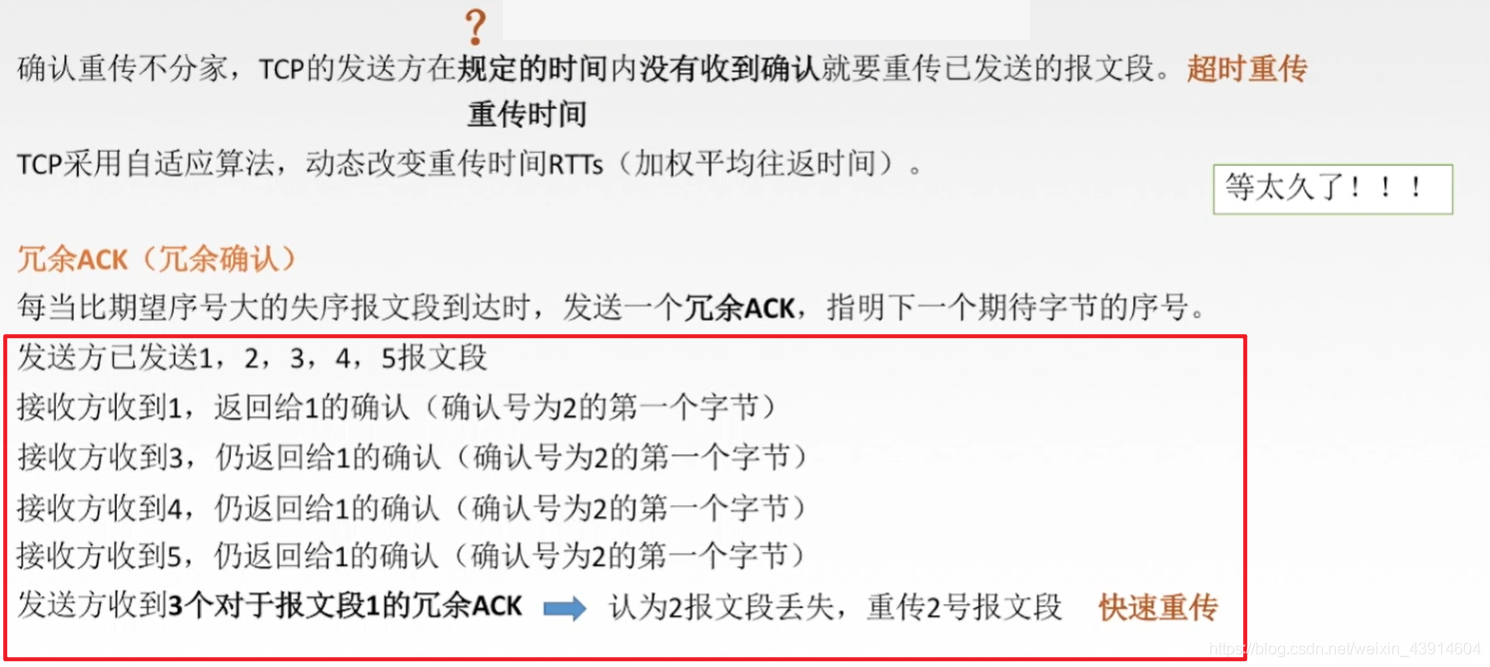 ?
确认重传不分家，TCP的发送方在规定的时间内没有收到确认就要重传已发送的报文段。超时重传
重传时间
TCP采用自适应算法，动态改变重传时间RTTs（加权平均往返时间）。
等太久了！！！
冗余ACK（冗余确认）
每当比期望序号大的失序报文段到达时，发送一个冗余ACK，指明下一个期待字节的序号。
发送方已发送1，2，3，4，5报文段
接收方收到1，返回给1的确认（确认号为2的第一个字节）
接收方收到3，仍返回给1的确认（确认号为2的第一个字节）
接收方收到4，仍返回给1的确认（确认号为2的第一个字节）
接收方收到5，仍返回给1的确认（确认号为2的第一个字节）
发送方收到3个对于报文段1的冗余ACK 认为2报文段丢失，重传2号报文段 快速重传
https://blog.csdn.net/weixin_43914604